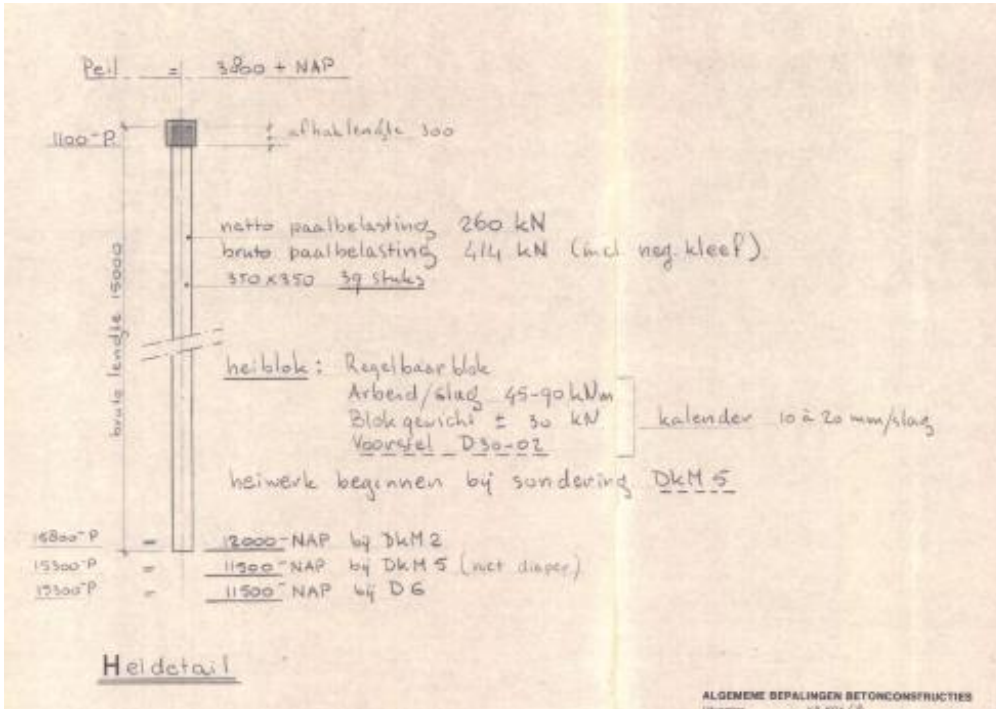 Peil = 3800 + NAP
1100-P.
afhaklengte 300
netto paalbelasting 260 kN
bruto paalbelasting 414 kN (incl neg. kleef)
350x350 39 stuks
bruto lengte 15000
heiblok: Regelbaar blok
Arbeid/slag 45-90 kNm
Blokgewicht ± 30 kN
Voorstel D30-02
kalender 10 à 20 mm/slag
heiwerk beginnen bij sondering DKM 5
15800-P = 12000-NAP bij DKM 2
15300-P = 11500-NAP bij DKM 5 (niet dieper)
15300-P = 11500-NAP bij D6
Heidetail
ALGEMENE BEPALINGEN BETONCONSTRUCTIES